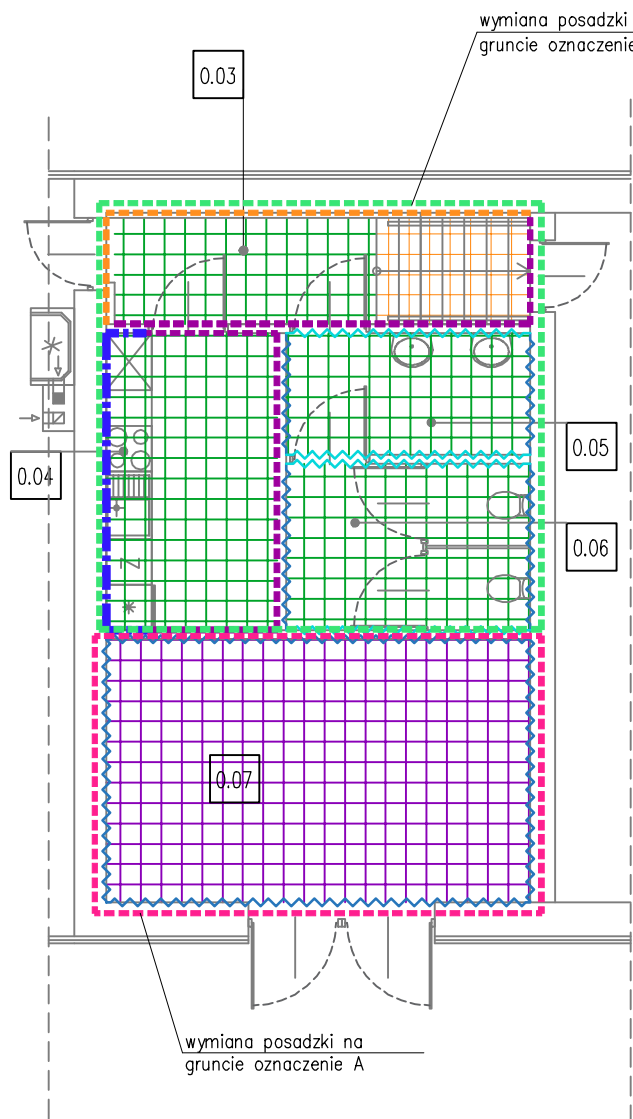 wymiana posadzki
gruncie oznaczenie
0.03
0.04
0.05
0.06
0.07
Z
wymiana posadzki na
gruncie oznaczenie A